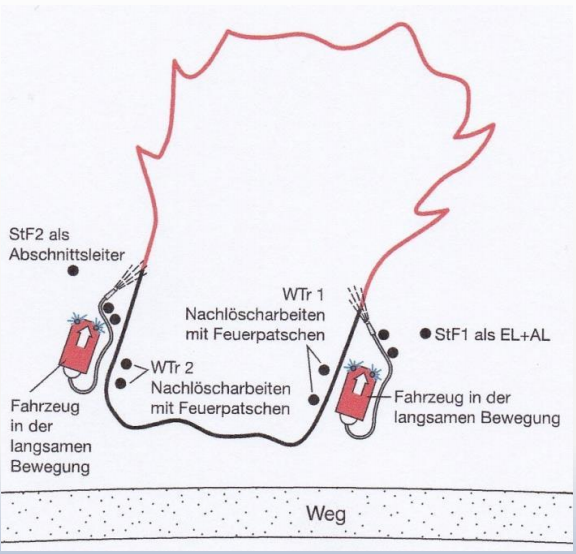 StF2 als
Abschnittsleiter
WTr 1
Nachlöscharbeiten
mit Feuerpatschen
StF1 als EL+AL
WTr 2
Nachlöscharbeiten
mit Feuerpatschen
Fahrzeug
in der
langsamen
Bewegung
Fahrzeug in der
langsamen Bewegung
Weg